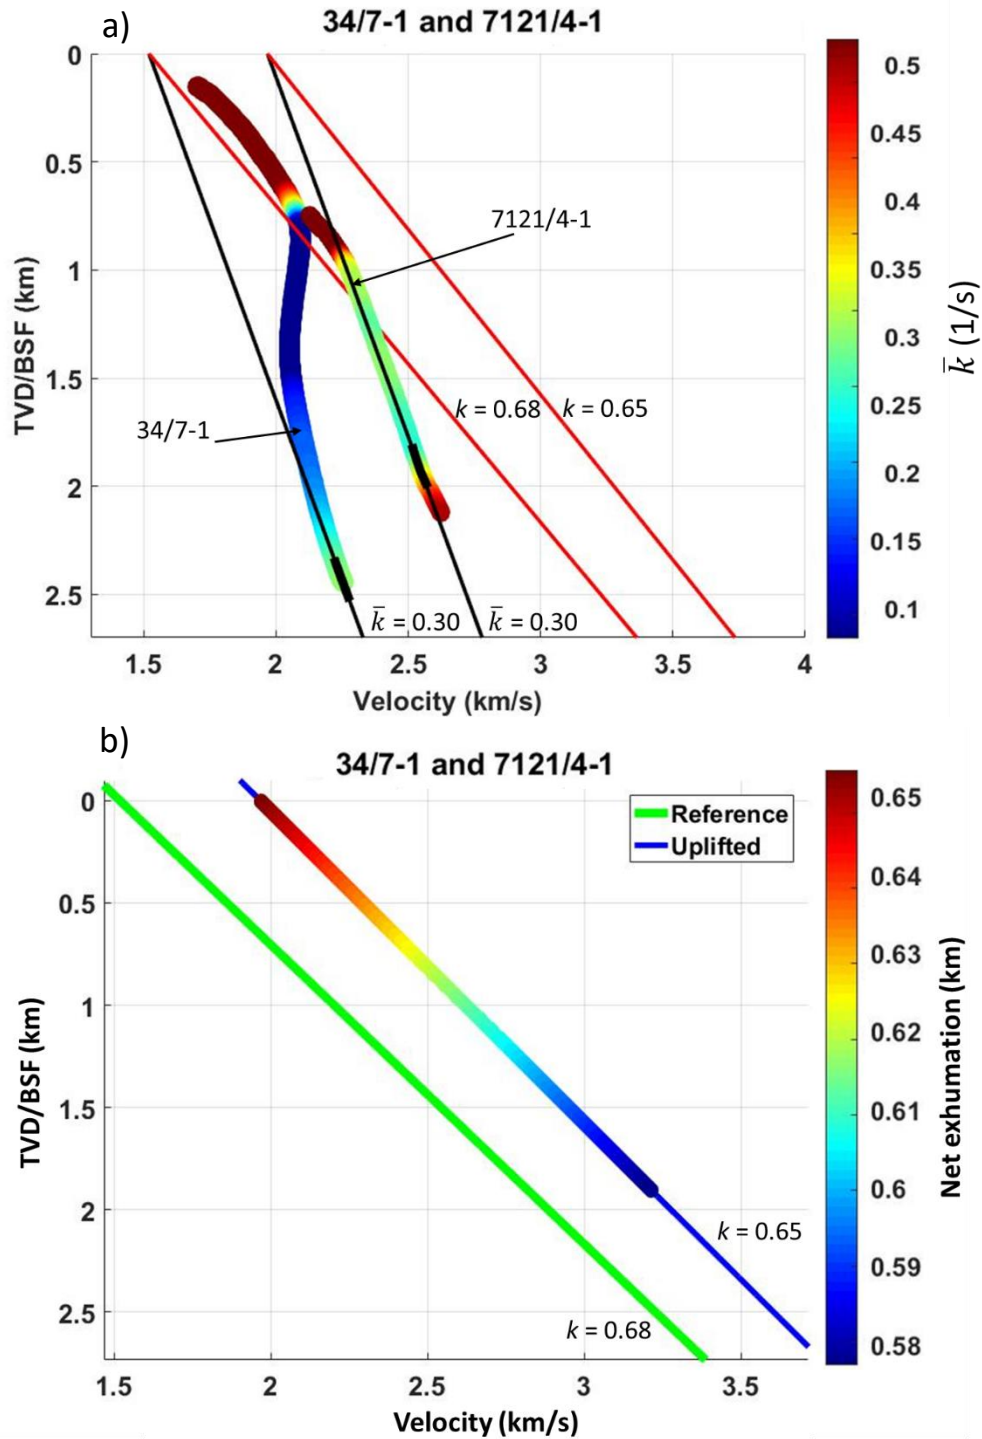 a)
34/7-1 and 7121/4-1
0
0.5
1
1.5
2
2.5
TVD/BSF (km)
7121/4-1
34/7-1
k = 0.68
k = 0.65
k̅ = 0.30
k̅ = 0.30
1.5
2
2.5
3
3.5
4
Velocity (km/s)
0.5
0.45
0.4
0.35
0.3
0.25
0.2
0.15
0.1
k̅ (1/s)
b)
34/7-1 and 7121/4-1
0
0.5
1
1.5
2
2.5
TVD/BSF (km)
Reference
Uplifted
k = 0.65
k = 0.68
1.5
2
2.5
3
3.5
Velocity (km/s)
0.65
0.64
0.63
0.62
0.61
0.6
0.59
0.58
Net exhumation (km)